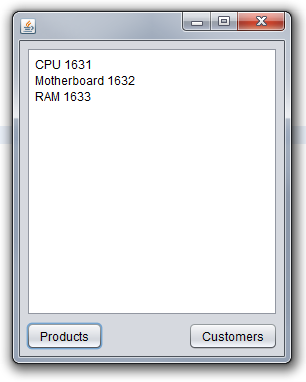 CPU 1631
Motherboard 1632
RAM 1633
Products
Customers